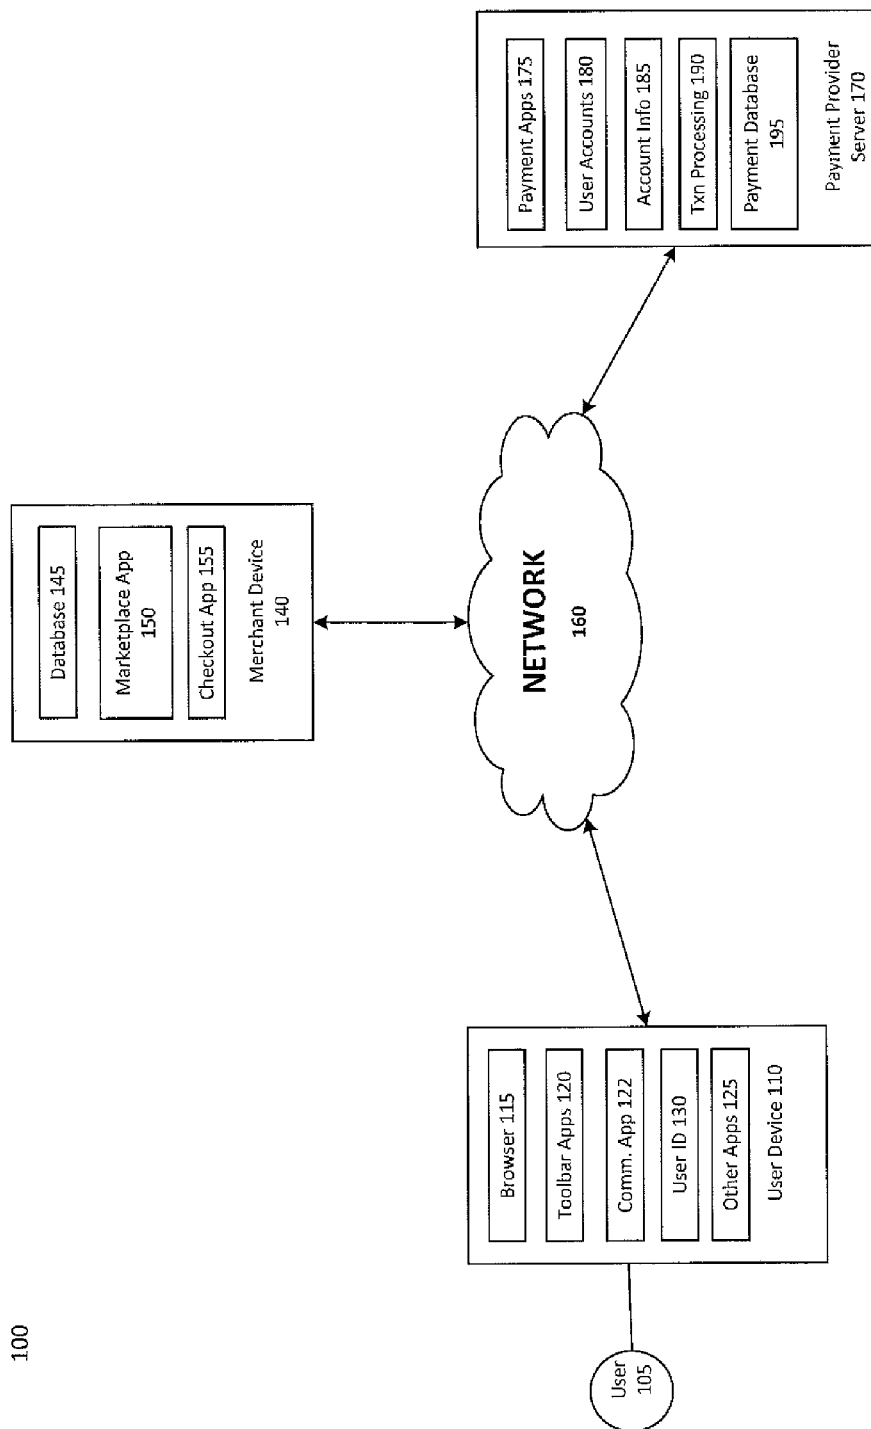 100
User
105
Browser 115
Toolbar Apps 120
Comm. App 122
User ID 130
Other Apps 125
User Device 110
Database 145
Marketplace App
150
Checkout App 155
Merchant Device
140
NETWORK
160
Payment Apps 175
User Accounts 180
Account Info 185
Txn Processing 190
Payment Database
195
Payment Provider
Server 170